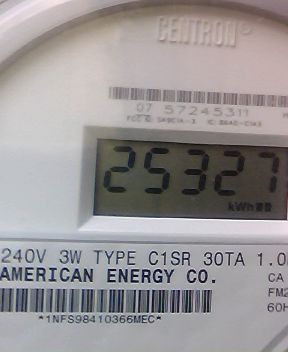 CENTRON®
07 57245311
25327
kWh
240V 3W TYPE C1SR 30TA 1.0
AMERICAN ENERGY CO.
CA
FM2
60H
*1NFS98410366MEC*